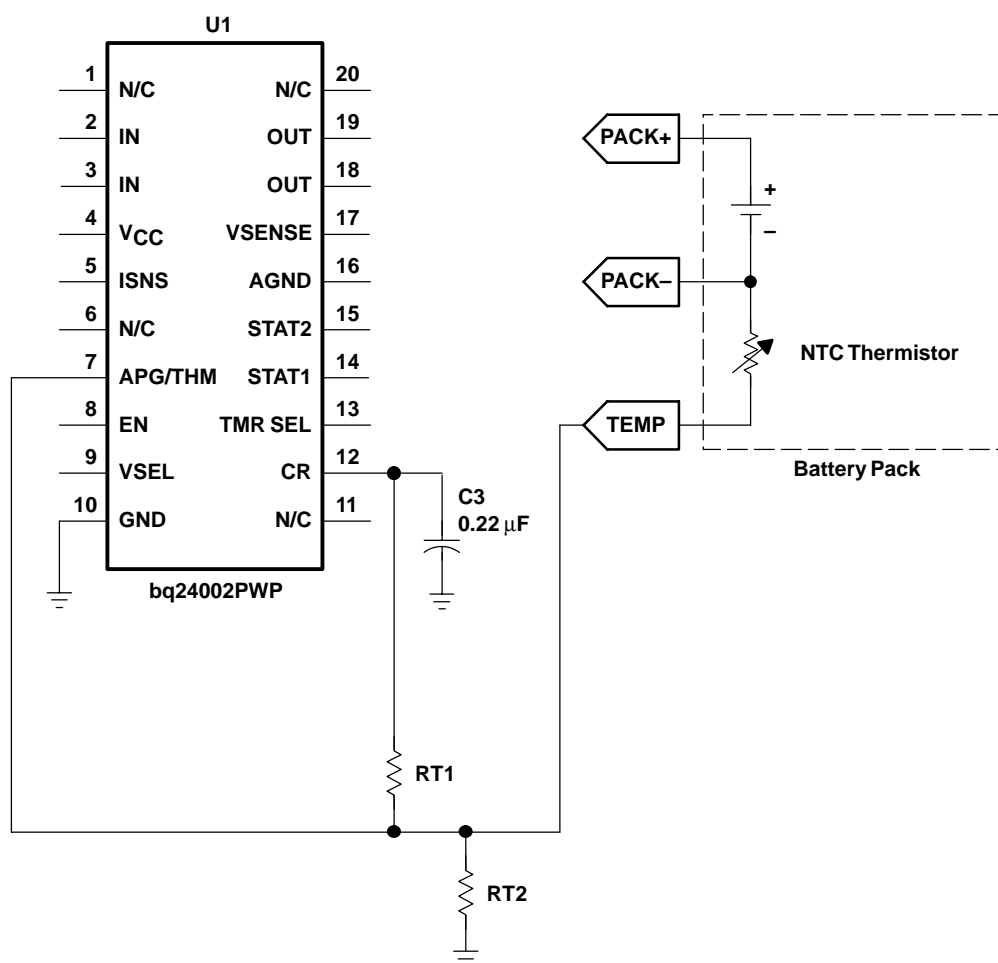 U1
1 N/C N/C 20
2 IN OUT 19
3 IN OUT 18
4 VCC VSENSE 17
5 ISNS AGND 16
6 N/C STAT2 15
7 APG/THM STAT1 14
8 EN TMR SEL 13
9 VSEL CR 12
10 GND N/C 11
bq24002PWP
C3
0.22 μF
PACK+
+
–
PACK–
NTC Thermistor
TEMP
Battery Pack
RT1
RT2